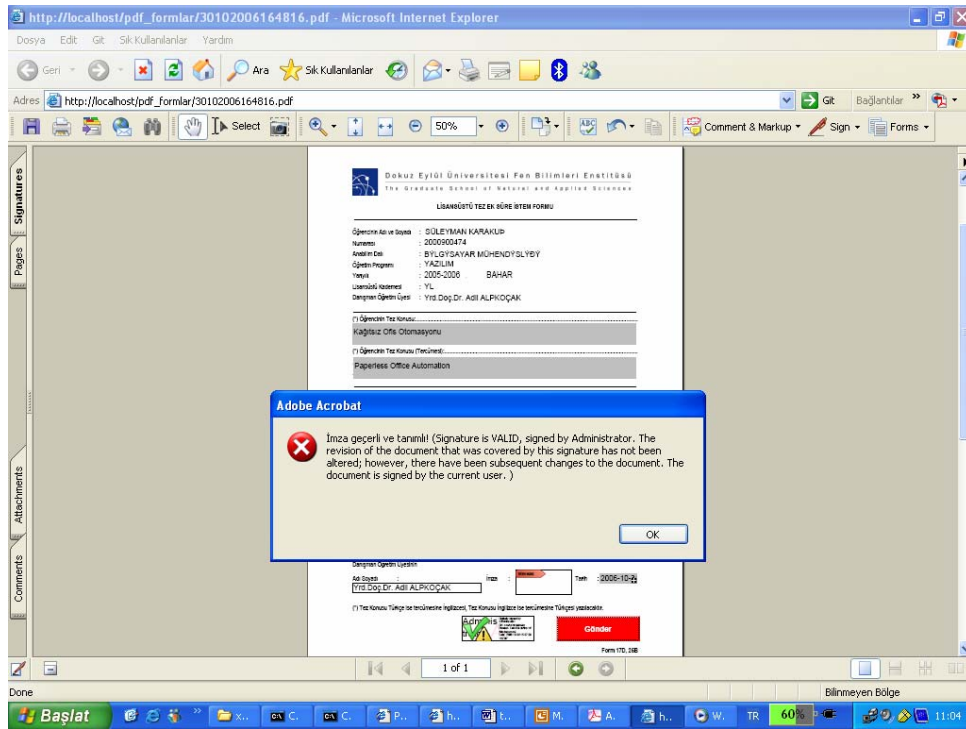 http://localhost/pdf_formlar/30102006164816.pdf - Microsoft Internet Explorer
Dosya Edit Git Sık Kullanılanlar Yardım
Geri Ara Sık Kullanılanlar
Adres http://localhost/pdf_formlar/30102006164816.pdf Git Bağlantılar »
Select 50% Comment & Markup Sign Forms
Signatures
Pages
Attachments
Comments
Dokuz Eylül Üniversitesi Fen Bilimleri Enstitüsü
The Graduate School of Natural and Applied Sciences
LİSANSÜSTÜ TEZ EK SÜRE İSTEM FORMU
Öğrencinin Adı ve Soyadı : SÜLEYMAN KARAKUÞ
Numarası : 2000900474
Anabilim Dalı : BÝLGÝSAYAR MÜHENDÝSLÝÐÝ
Öğretim Programı : YAZILIM
Yarıyılı : 2005-2006 BAHAR
Lisansüstü Kademesi : YL
Danışman Öğretim Üyesi : Yrd.Doç.Dr. Adil ALPKOÇAK
(*) Öğrencinin Tez Konusu:
Kağıtsız Ofis Otomasyonu
(*) Öğrencinin Tez Konusu (Tercümesi):
Paperless Office Automation
Adobe Acrobat
İmza geçerli ve tanımlı! (Signature is VALID, signed by Administrator. The
revision of the document that was covered by this signature has not been
altered; however, there have been subsequent changes to the document. The
document is signed by the current user. )
OK
Danışman Öğretim Üyesinin
Adı Soyadı : İmza : Tarih : 2006-10-
Yrd.Doç.Dr. Adil ALPKOÇAK
(*) Tez Konusu Türkçe ise tercümesine İngilizcesi, Tez Konusu İngilizce ise tercümesine Türkçesi yazılacaktır.
Gönder
Form 17D, 26B
1 of 1
Done Bilinmeyen Bölge
Başlat » x.. C. C. P.. h.. t.. M. A. h.. W. TR 60% 11:04